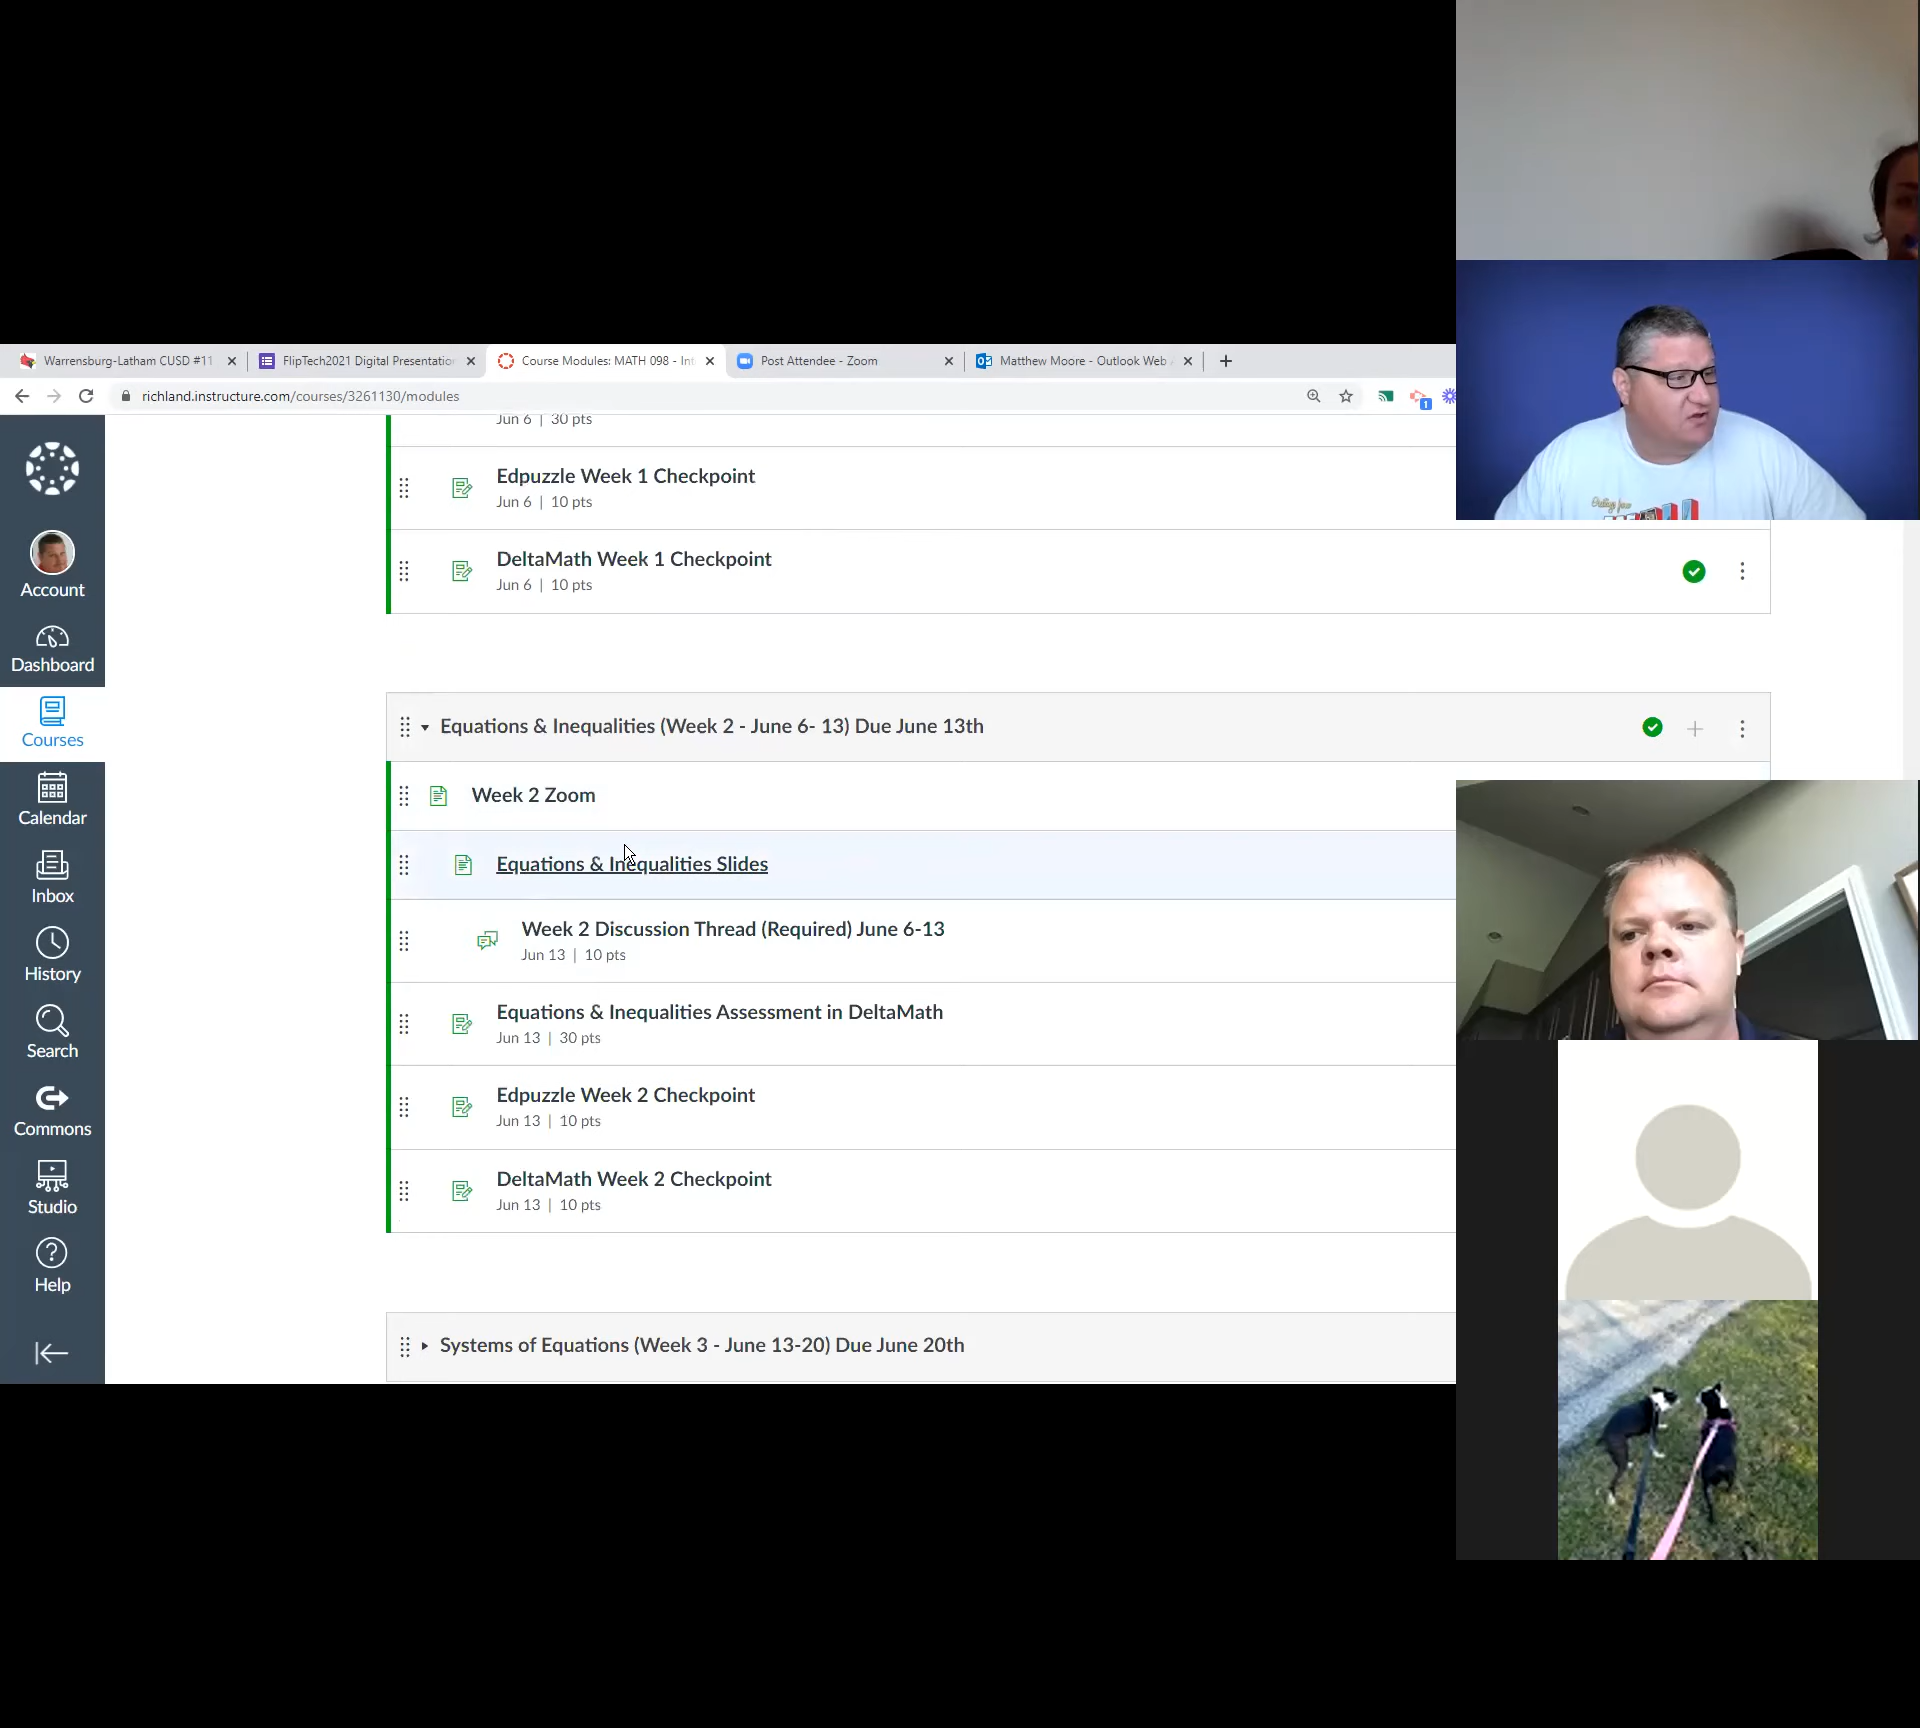 Warrensburg-Latham CUSD #11
FlipTech2021 Digital Presentation
Course Modules: MATH 098 - Int
Post Attendee - Zoom
Matthew Moore - Outlook Web
richland.instructure.com/courses/3261130/modules
1
Jun 6 | 30 pts
Edpuzzle Week 1 Checkpoint
Jun 6 | 10 pts
DeltaMath Week 1 Checkpoint
Jun 6 | 10 pts
Account
Dashboard
Courses
Calendar
Inbox
History
Search
Commons
Studio
Help
Equations & Inequalities (Week 2 - June 6- 13) Due June 13th
Week 2 Zoom
Equations & Inequalities Slides
Week 2 Discussion Thread (Required) June 6-13
Jun 13 | 10 pts
Equations & Inequalities Assessment in DeltaMath
Jun 13 | 30 pts
Edpuzzle Week 2 Checkpoint
Jun 13 | 10 pts
DeltaMath Week 2 Checkpoint
Jun 13 | 10 pts
Systems of Equations (Week 3 - June 13-20) Due June 20th
Greetings from